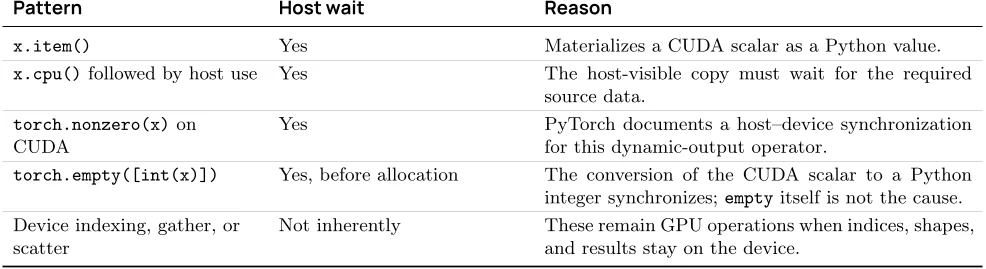 Pattern Host wait Reason
x.item() Yes Materializes a CUDA scalar as a Python value.
x.cpu() followed by host use Yes The host-visible copy must wait for the required
source data.
torch.nonzero(x) on Yes PyTorch documents a host–device synchronization
CUDA for this dynamic-output operator.
torch.empty([int(x)]) Yes, before allocation The conversion of the CUDA scalar to a Python
integer synchronizes; empty itself is not the cause.
Device indexing, gather, or Not inherently These remain GPU operations when indices, shapes,
scatter and results stay on the device.